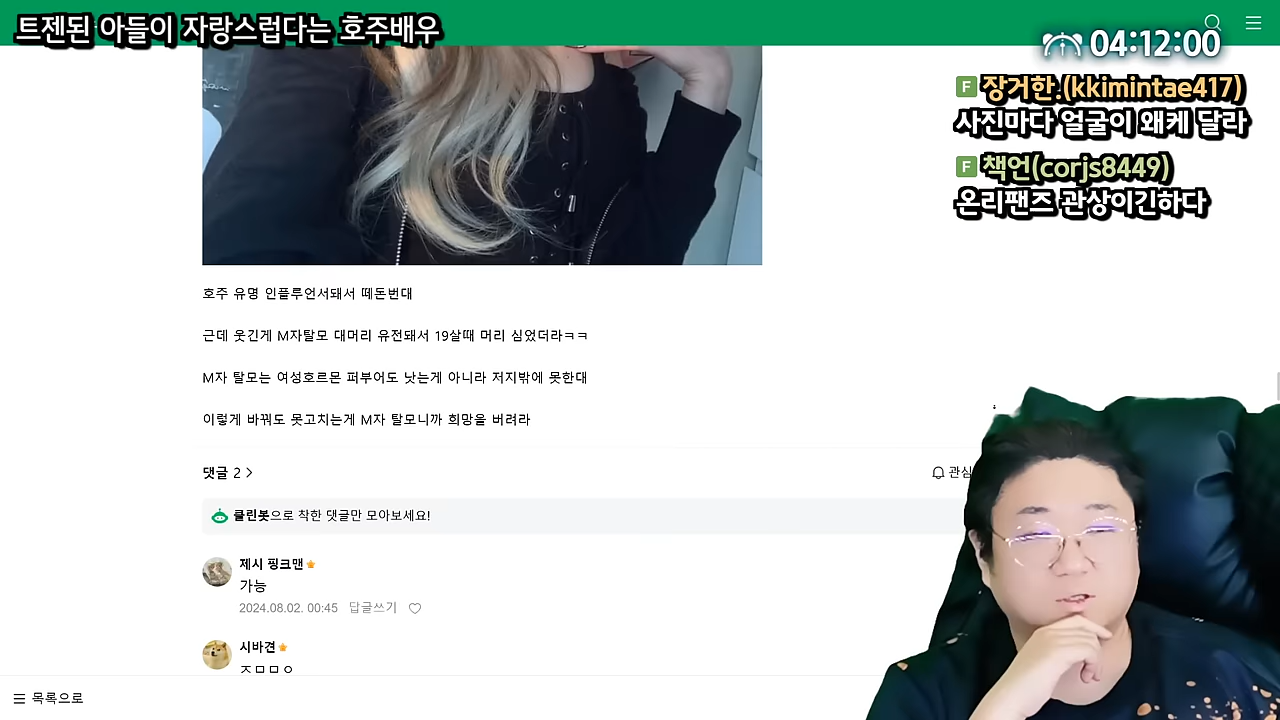 트젠된 아들이 자랑스럽다는 호주배우
04:12:00
F 장거한.(kkimintae417)
사진마다 얼굴이 왜케 달라
F 책언(corjs8449)
온리팬즈 관상이긴하다
호주 유명 인플루언서돼서 떼돈번대
근데 웃긴게 M자탈모 대머리 유전돼서 19살때 머리 심었더라ㅋㅋ
M자 탈모는 여성호르몬 퍼부어도 낫는게 아니라 저지밖에 못한대
이렇게 바꿔도 못고치는게 M자 탈모니까 희망을 버려라
댓글 2
관심
클린봇으로 착한 댓글만 모아보세요!
제시 핑크맨
가능
2024.08.02. 00:45 답글쓰기
시바견
ㅈㅁㅁㅇ
목록으로